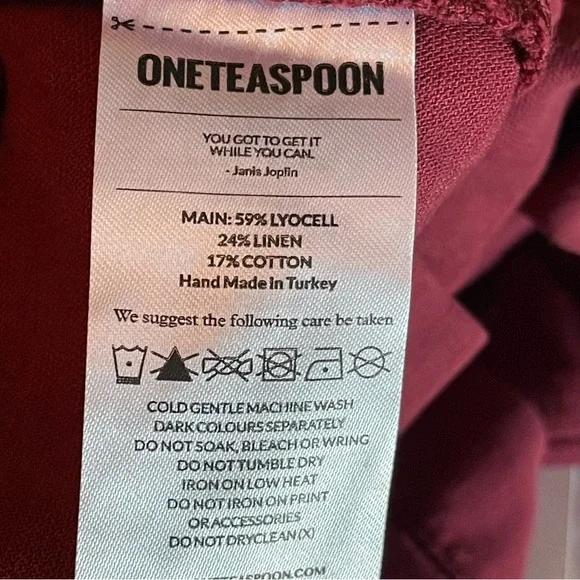 ONETEASPOON
YOU GOT TO GET IT
WHILE YOU CAN.
- Janis Joplin
MAIN: 59% LYOCELL
24% LINEN
17% COTTON
Hand Made in Turkey
We suggest the following care be taken
COLD GENTLE MACHINE WASH
DARK COLOURS SEPARATELY
DO NOT SOAK, BLEACH OR WRING
DO NOT TUMBLE DRY
IRON ON LOW HEAT
DO NOT IRON ON PRINT
OR ACCESSORIES
DO NOT DRYCLEAN (X)